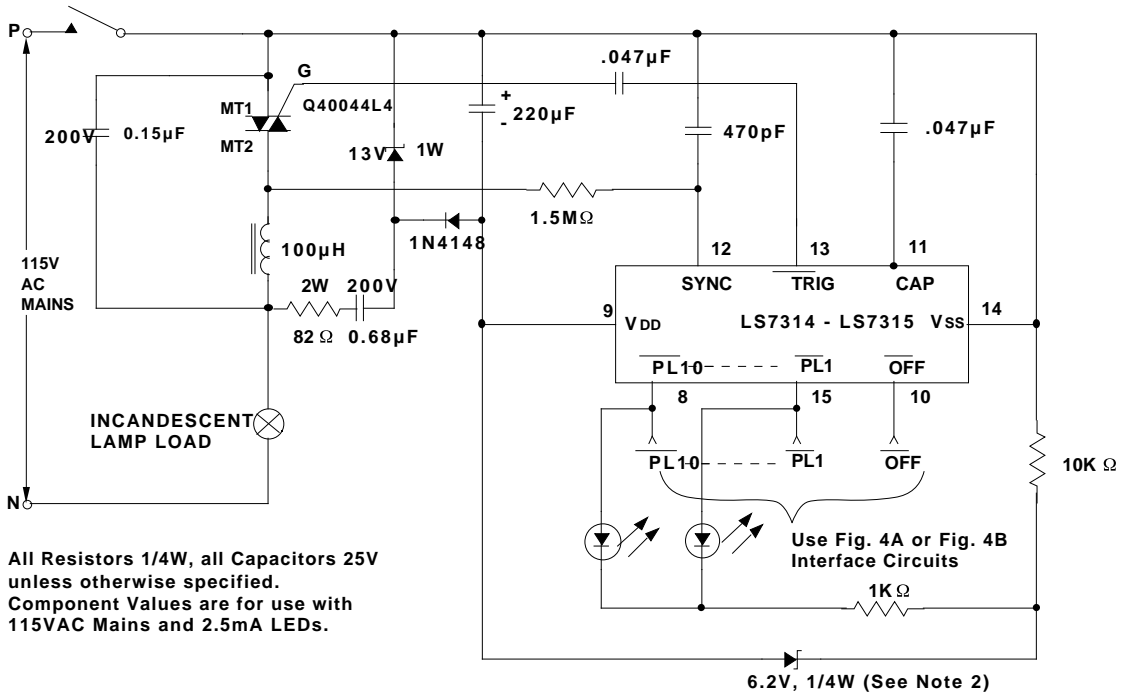 P
.047µF
G
MT1
Q40044L4
+
-
220µF
200V
0.15µF
470pF
.047µF
MT2
13V
1W
1.5MΩ
1N4148
100µH
12
13
11
115V
AC
MAINS
2W
200V
SYNC
TRIG
CAP
82 Ω
0.68µF
9
VDD
LS7314 - LS7315
VSS
14
PL10
PL1
OFF
8
15
10
INCANDESCENT
LAMP LOAD
PL10
PL1
OFF
10K Ω
N
Use Fig. 4A or Fig. 4B
Interface Circuits
All Resistors 1/4W, all Capacitors 25V
unless otherwise specified.
Component Values are for use with
115VAC Mains and 2.5mA LEDs.
1K Ω
6.2V, 1/4W (See Note 2)